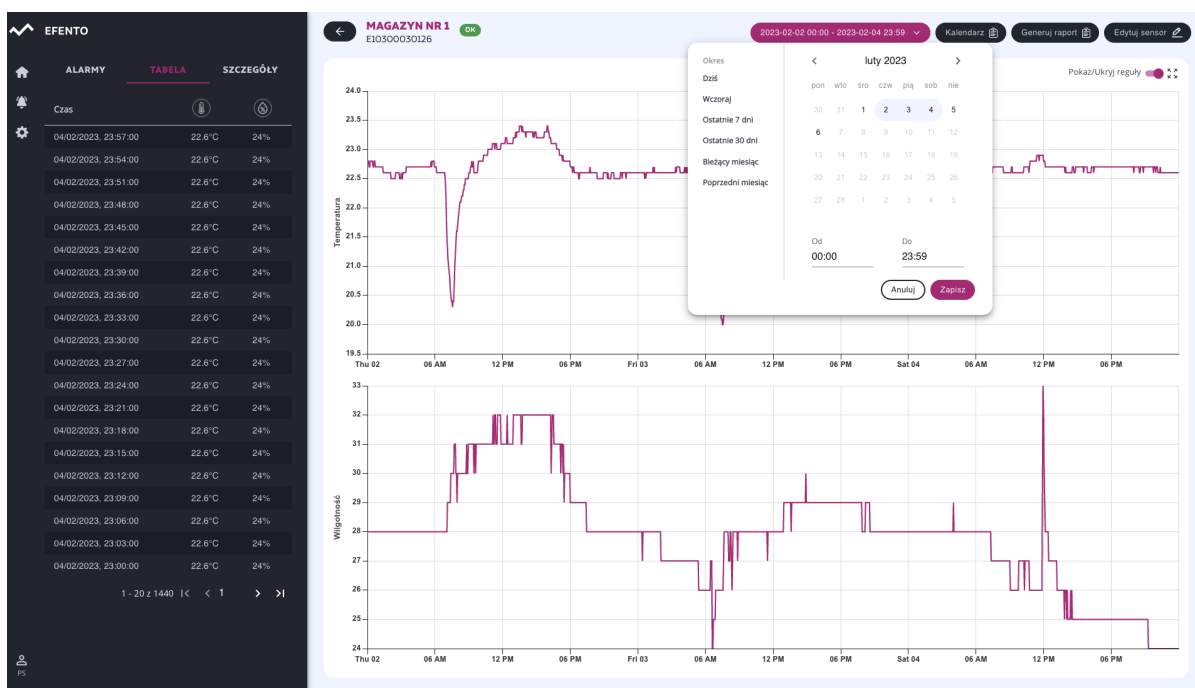 EFENTO
ALARMY TABELA SZCZEGÓŁY
Czas
04/02/2023, 23:57:00 22.6°C 24%
04/02/2023, 23:54:00 22.6°C 24%
04/02/2023, 23:51:00 22.6°C 24%
04/02/2023, 23:48:00 22.6°C 24%
04/02/2023, 23:45:00 22.6°C 24%
04/02/2023, 23:42:00 22.6°C 24%
04/02/2023, 23:39:00 22.6°C 24%
04/02/2023, 23:36:00 22.6°C 24%
04/02/2023, 23:33:00 22.6°C 24%
04/02/2023, 23:30:00 22.6°C 24%
04/02/2023, 23:27:00 22.6°C 24%
04/02/2023, 23:24:00 22.6°C 24%
04/02/2023, 23:21:00 22.6°C 24%
04/02/2023, 23:18:00 22.6°C 24%
04/02/2023, 23:15:00 22.6°C 24%
04/02/2023, 23:12:00 22.6°C 24%
04/02/2023, 23:09:00 22.6°C 24%
04/02/2023, 23:06:00 22.6°C 24%
04/02/2023, 23:03:00 22.6°C 24%
04/02/2023, 23:00:00 22.6°C 24%
1 - 20 z 1440 1
PS
MAGAZYN NR 1 OK
E10300030126
2023-02-02 00:00 - 2023-02-04 23:59 Kalendarz Generuj raport Edytuj sensor
Pokaż/Ukryj reguły
Okres
Dziś
Wczoraj
Ostatnie 7 dni
Ostatnie 30 dni
Bieżący miesiąc
Poprzedni miesiąc
luty 2023
pon wto śro czw pią sob nie
30 31 1 2 3 4 5
6 7 8 9 10 11 12
13 14 15 16 17 18 19
20 21 22 23 24 25 26
27 28 1 2 3 4 5
Od Do
00:00 23:59
Anuluj Zapisz
Temperatura
24.0
23.5
23.0
22.5
22.0
21.5
21.0
20.5
20.0
19.5
Thu 02 06 AM 12 PM 06 PM Fri 03 06 AM 12 PM 06 PM Sat 04 06 AM 12 PM 06 PM
Wilgotność
33
32
31
30
29
28
27
26
25
24
Thu 02 06 AM 12 PM 06 PM Fri 03 06 AM 12 PM 06 PM Sat 04 06 AM 12 PM 06 PM